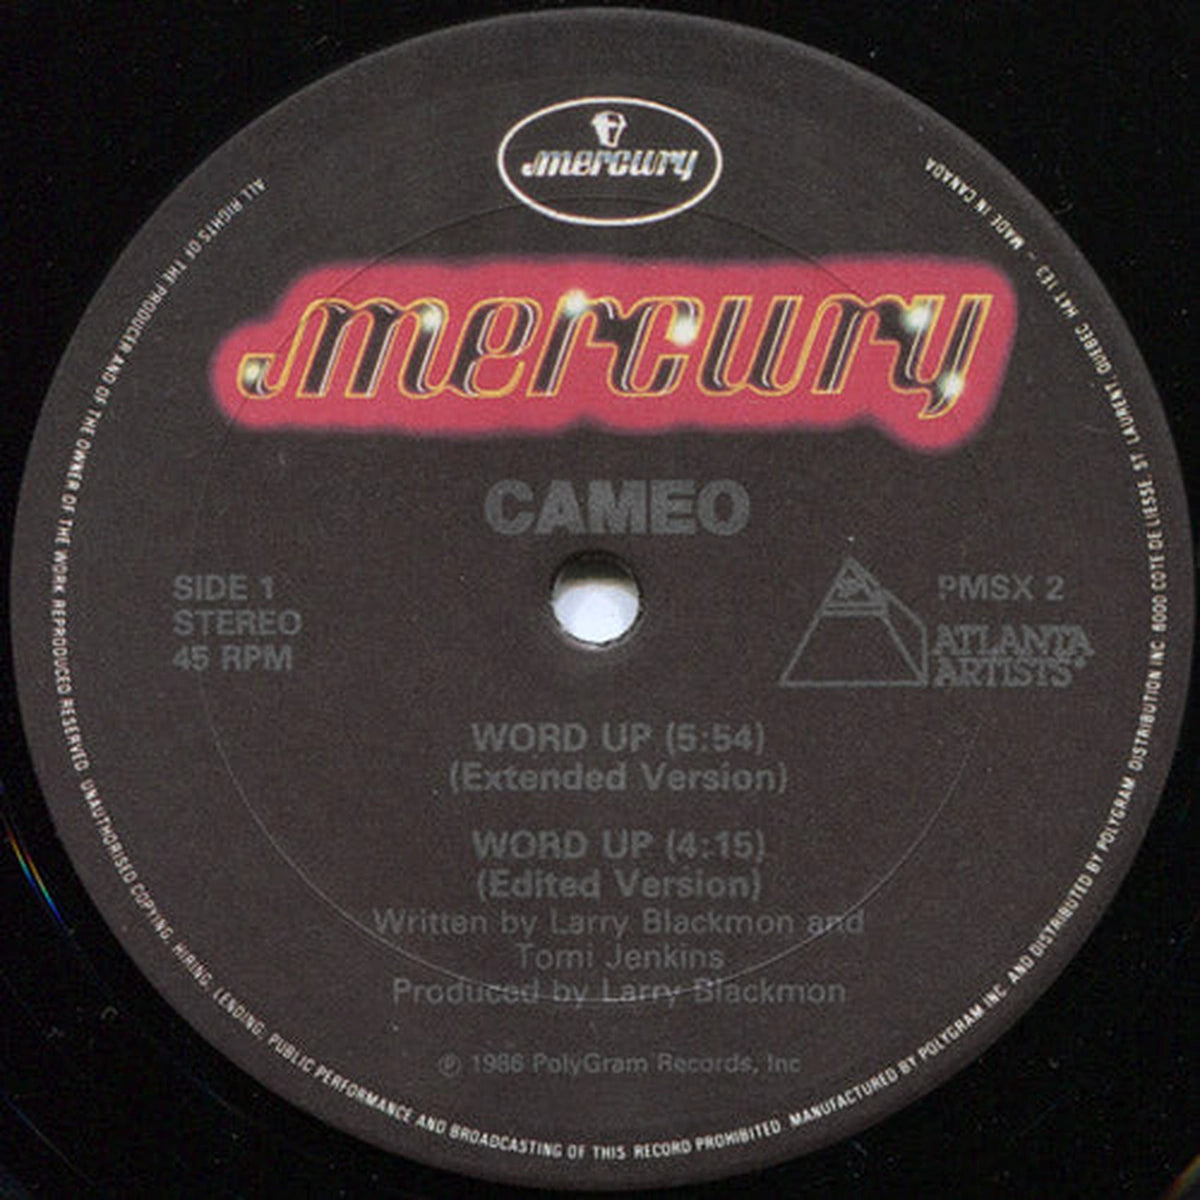 mercury
mercury
CAMEO
SIDE 1
STEREO
45 RPM
PMSX 2
ATLANTA
ARTISTS
WORD UP (5:54)
(Extended Version)
WORD UP (4:15)
(Edited Version)
Written by Larry Blackmon and
Tomi Jenkins
Produced by Larry Blackmon
℗ 1986 PolyGram Records, Inc
ALL RIGHTS OF THE PRODUCER AND OF THE OWNER OF THE WORK REPRODUCED RESERVED. UNAUTHORISED COPYING, HIRING, LENDING, PUBLIC PERFORMANCE AND BROADCASTING OF THIS RECORD PROHIBITED. MANUFACTURED BY POLYGRAM INC. AND DISTRIBUTED BY POLYGRAM DISTRIBUTION INC. 6000 COTE DE LIESSE, ST LAURENT QUEBEC H4T 1E3 - MADE IN CANADA